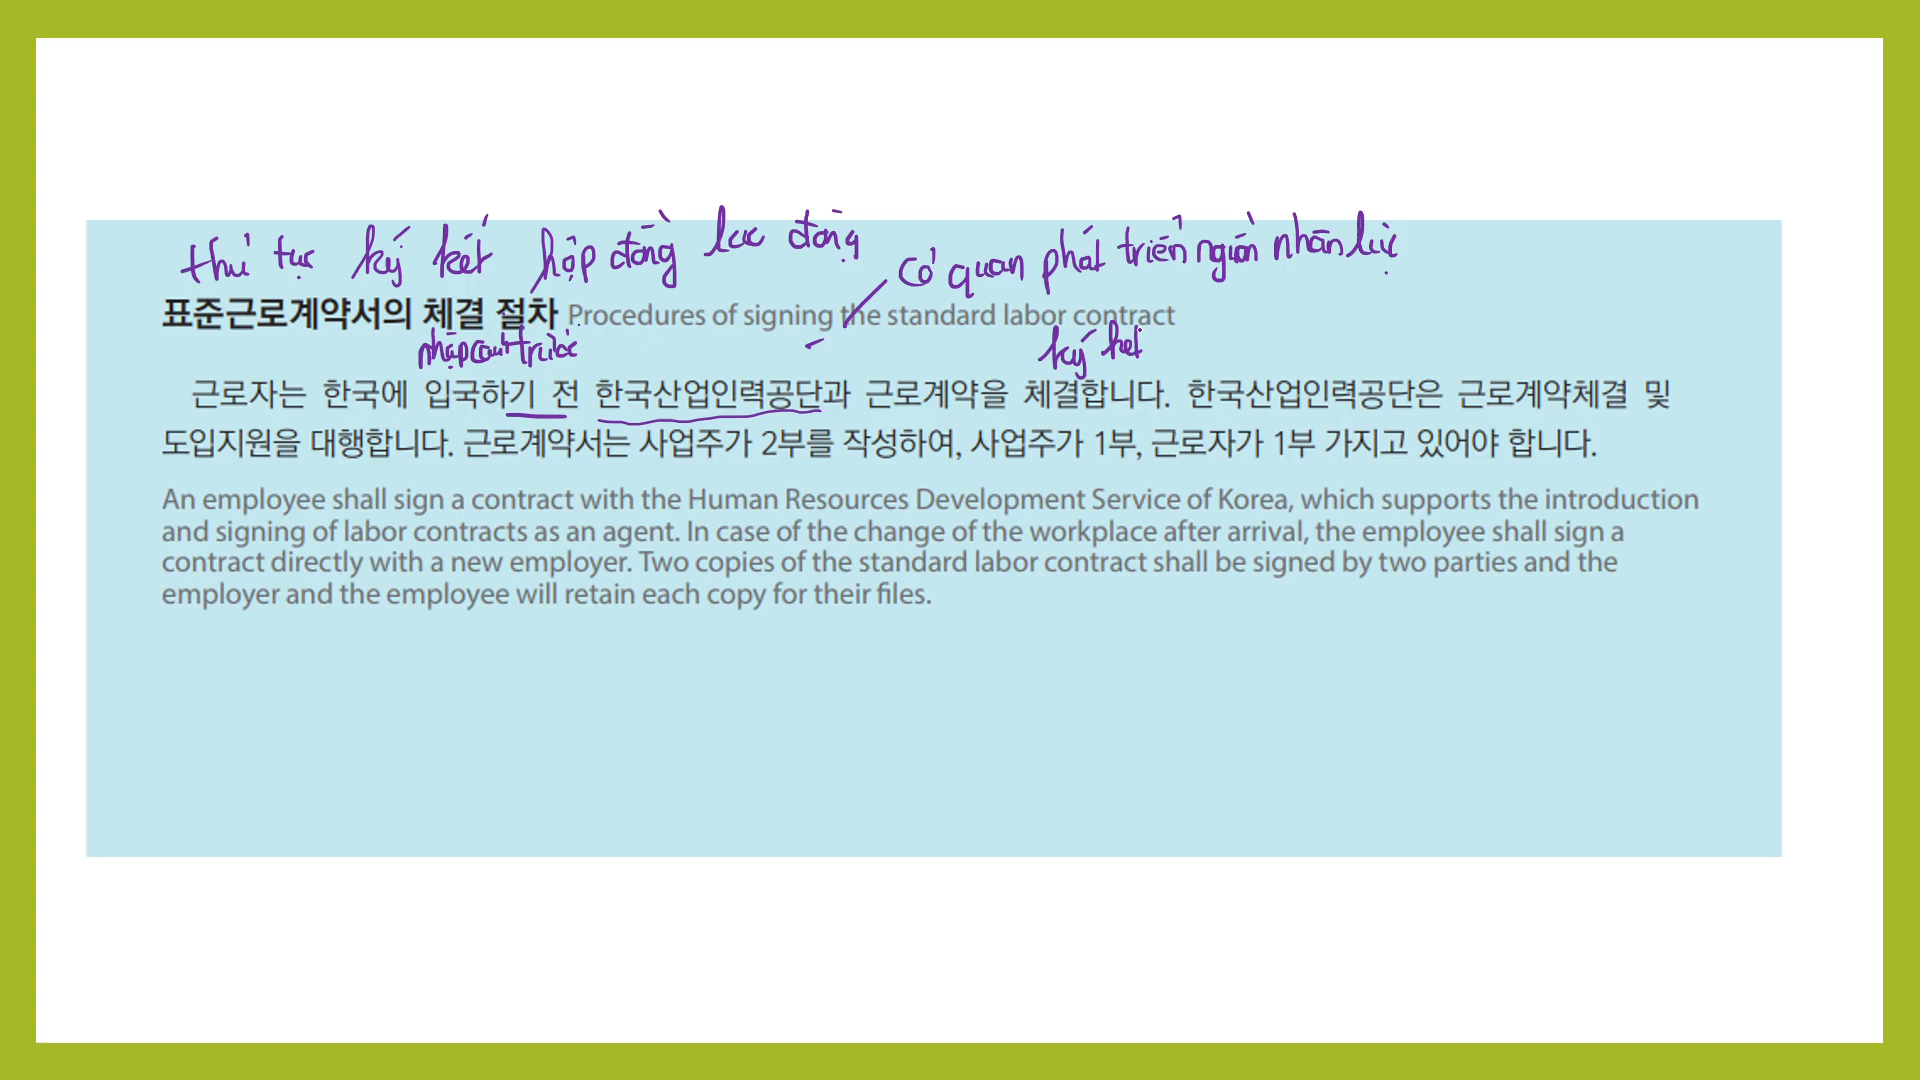 thủ tục ký kết hợp đồng lao động
Cơ quan phát triển nguồn nhân lực
표준근로계약서의 체결 절차 Procedures of signing the standard labor contract
nhập cảnh trước
ký kết
근로자는 한국에 입국하기 전 한국산업인력공단과 근로계약을 체결합니다. 한국산업인력공단은 근로계약체결 및
도입지원을 대행합니다. 근로계약서는 사업주가 2부를 작성하여, 사업주가 1부, 근로자가 1부 가지고 있어야 합니다.
An employee shall sign a contract with the Human Resources Development Service of Korea, which supports the introduction
and signing of labor contracts as an agent. In case of the change of the workplace after arrival, the employee shall sign a
contract directly with a new employer. Two copies of the standard labor contract shall be signed by two parties and the
employer and the employee will retain each copy for their files.